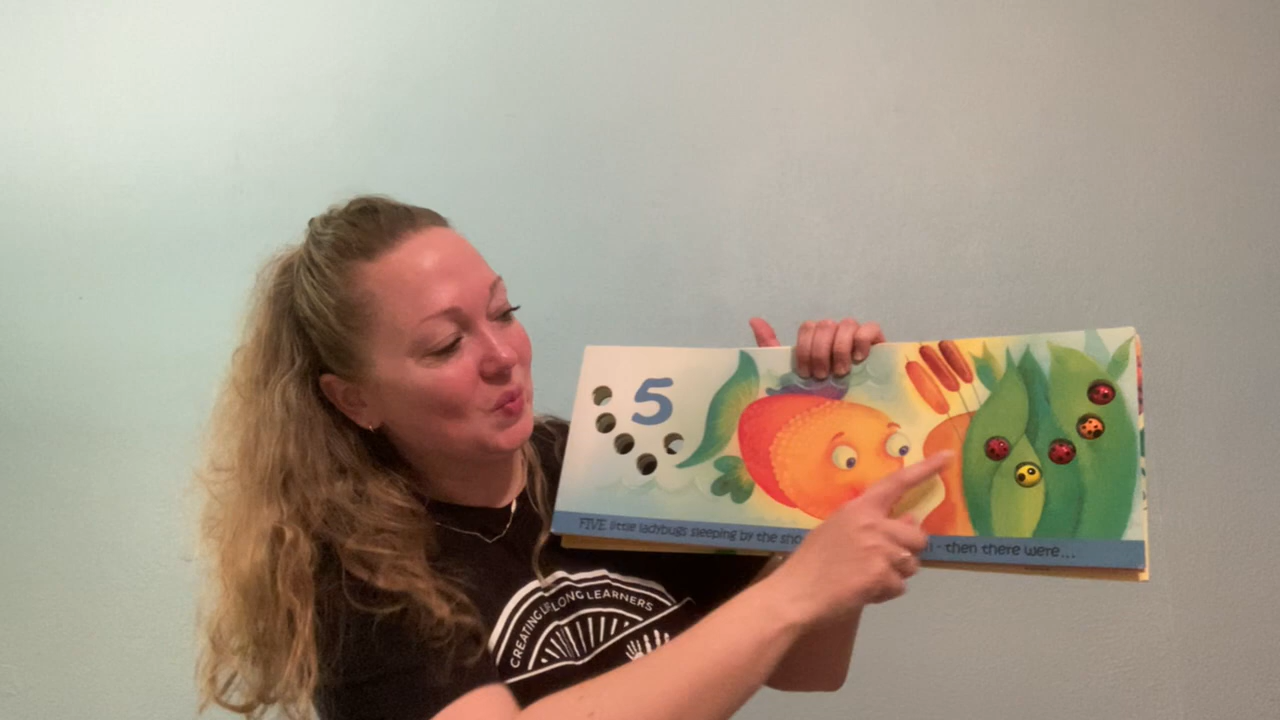 5
FIVE little ladybugs sleeping by the - then there were...
CREATING LIFELONG LEARNERS